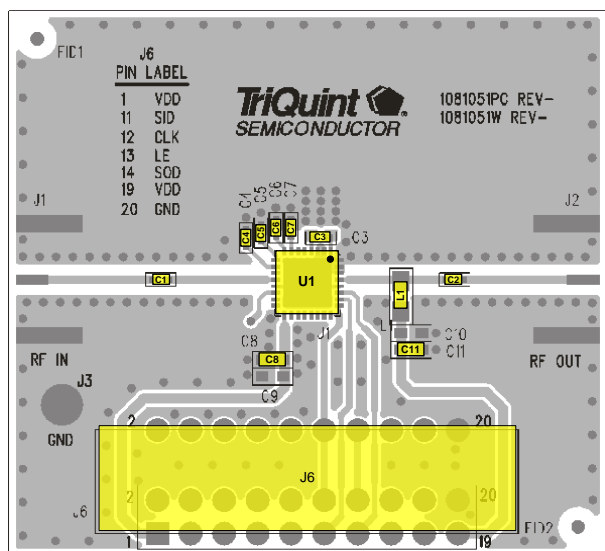 FID1
J6
PIN LABEL
1 VDD
11 SID
12 CLK
13 LE
14 SOD
19 VDD
20 GND
TriQuint
SEMICONDUCTOR
1081051PC REV-
1081051W REV-
J1
J2
C4 C5 C6 C7
C4 C5 C6 C7 C3 C3
C1
U1
C2
L1
L
J1
C8
C8
C9
C10
C11 C11
RF IN
RF OUT
J3
GND
2
20
J6
2
20
J6
1
19
FID2